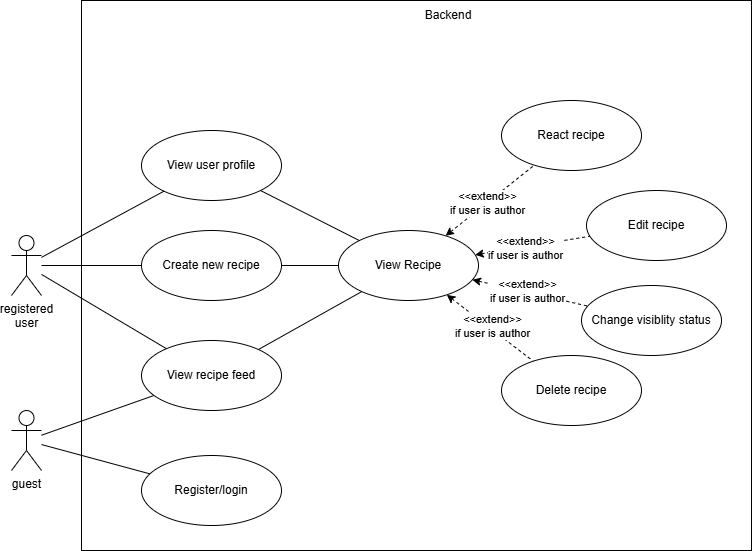 Backend
React recipe
View user profile
<<extend>>
if user is author
Edit recipe
<<extend>>
if user is author
Create new recipe
View Recipe
<<extend>>
if user is author
registered
user
Change visiblity status
<<extend>>
if user is author
View recipe feed
Delete recipe
guest
Register/login